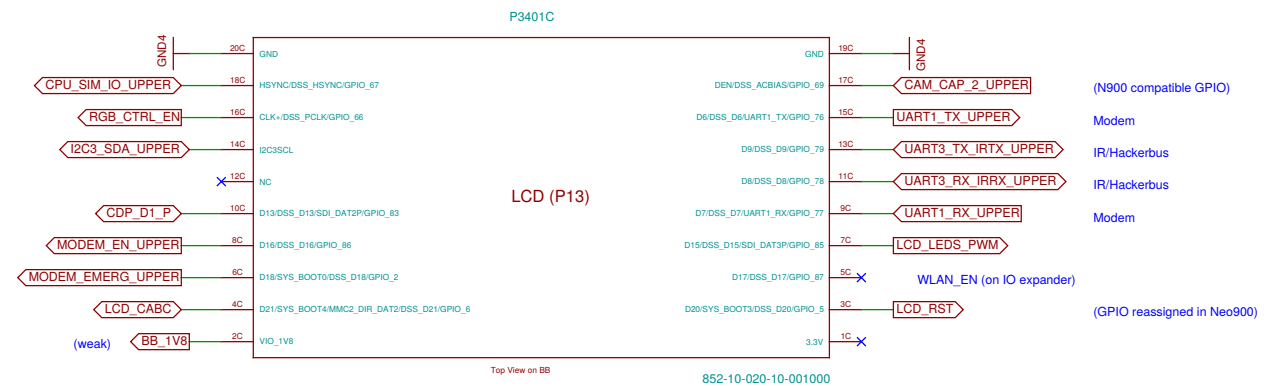 P3401C
GND4 20C GND GND 19C GND4
CPU_SIM_IO_UPPER 18C HSYNC/DSS_HSYNC/GPIO_67 DEN/DSS_ACBIAS/GPIO_69 17C CAM_CAP_2_UPPER (N900 compatible GPIO)
RGB_CTRL_EN 16C CLK+/DSS_PCLK/GPIO_66 D6/DSS_D6/UART1_TX/GPIO_76 15C UART1_TX_UPPER Modem
I2C3_SDA_UPPER 14C I2C3SCL D9/DSS_D9/GPIO_79 13C UART3_TX_IRTX_UPPER IR/Hackerbus
12C NC D8/DSS_D8/GPIO_78 11C UART3_RX_IRRX_UPPER IR/Hackerbus
LCD (P13)
CDP_D1_P 10C D13/DSS_D13/SDI_DAT2P/GPIO_83 D7/DSS_D7/UART1_RX/GPIO_77 9C UART1_RX_UPPER Modem
MODEM_EN_UPPER 8C D16/DSS_D16/GPIO_86 D15/DSS_D15/SDI_DAT3P/GPIO_85 7C LCD_LEDS_PWM
MODEM_EMERG_UPPER 6C D18/SYS_BOOT0/DSS_D18/GPIO_2 D17/DSS_D17/GPIO_87 5C WLAN_EN (on IO expander)
LCD_CABC 4C D21/SYS_BOOT4/MMC2_DIR_DAT2/DSS_D21/GPIO_6 D20/SYS_BOOT3/DSS_D20/GPIO_5 3C LCD_RST (GPIO reassigned in Neo900)
(weak) BB_1V8 2C VIO_1V8 3.3V 1C
Top View on BB
852-10-020-10-001000